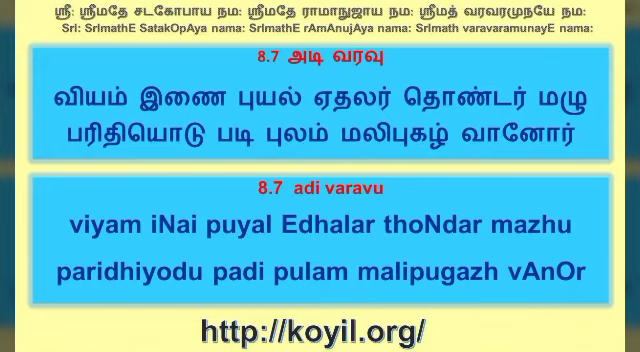 ஸ்ரீ: ஸ்ரீமதே சடகோபாய நம: ஸ்ரீமதே ராமாநுஜாய நம: ஸ்ரீமத் வரவரமுநயே நம:
SrI: SrImathE SatakOpAya nama: SrImathE rAmAnujAya nama: SrImath varavaramunayE nama:
8.7 அடி வரவு
வியம் இணை புயல் ஏதலர் தொண்டர் மழு
பரிதியொடு படி புலம் மலிபுகழ் வானோர்
8.7 adi varavu
viyam iNai puyal Edhalar thoNdar mazhu
paridhiyodu padi pulam malipugazh vAnOr
http://koyil.org/